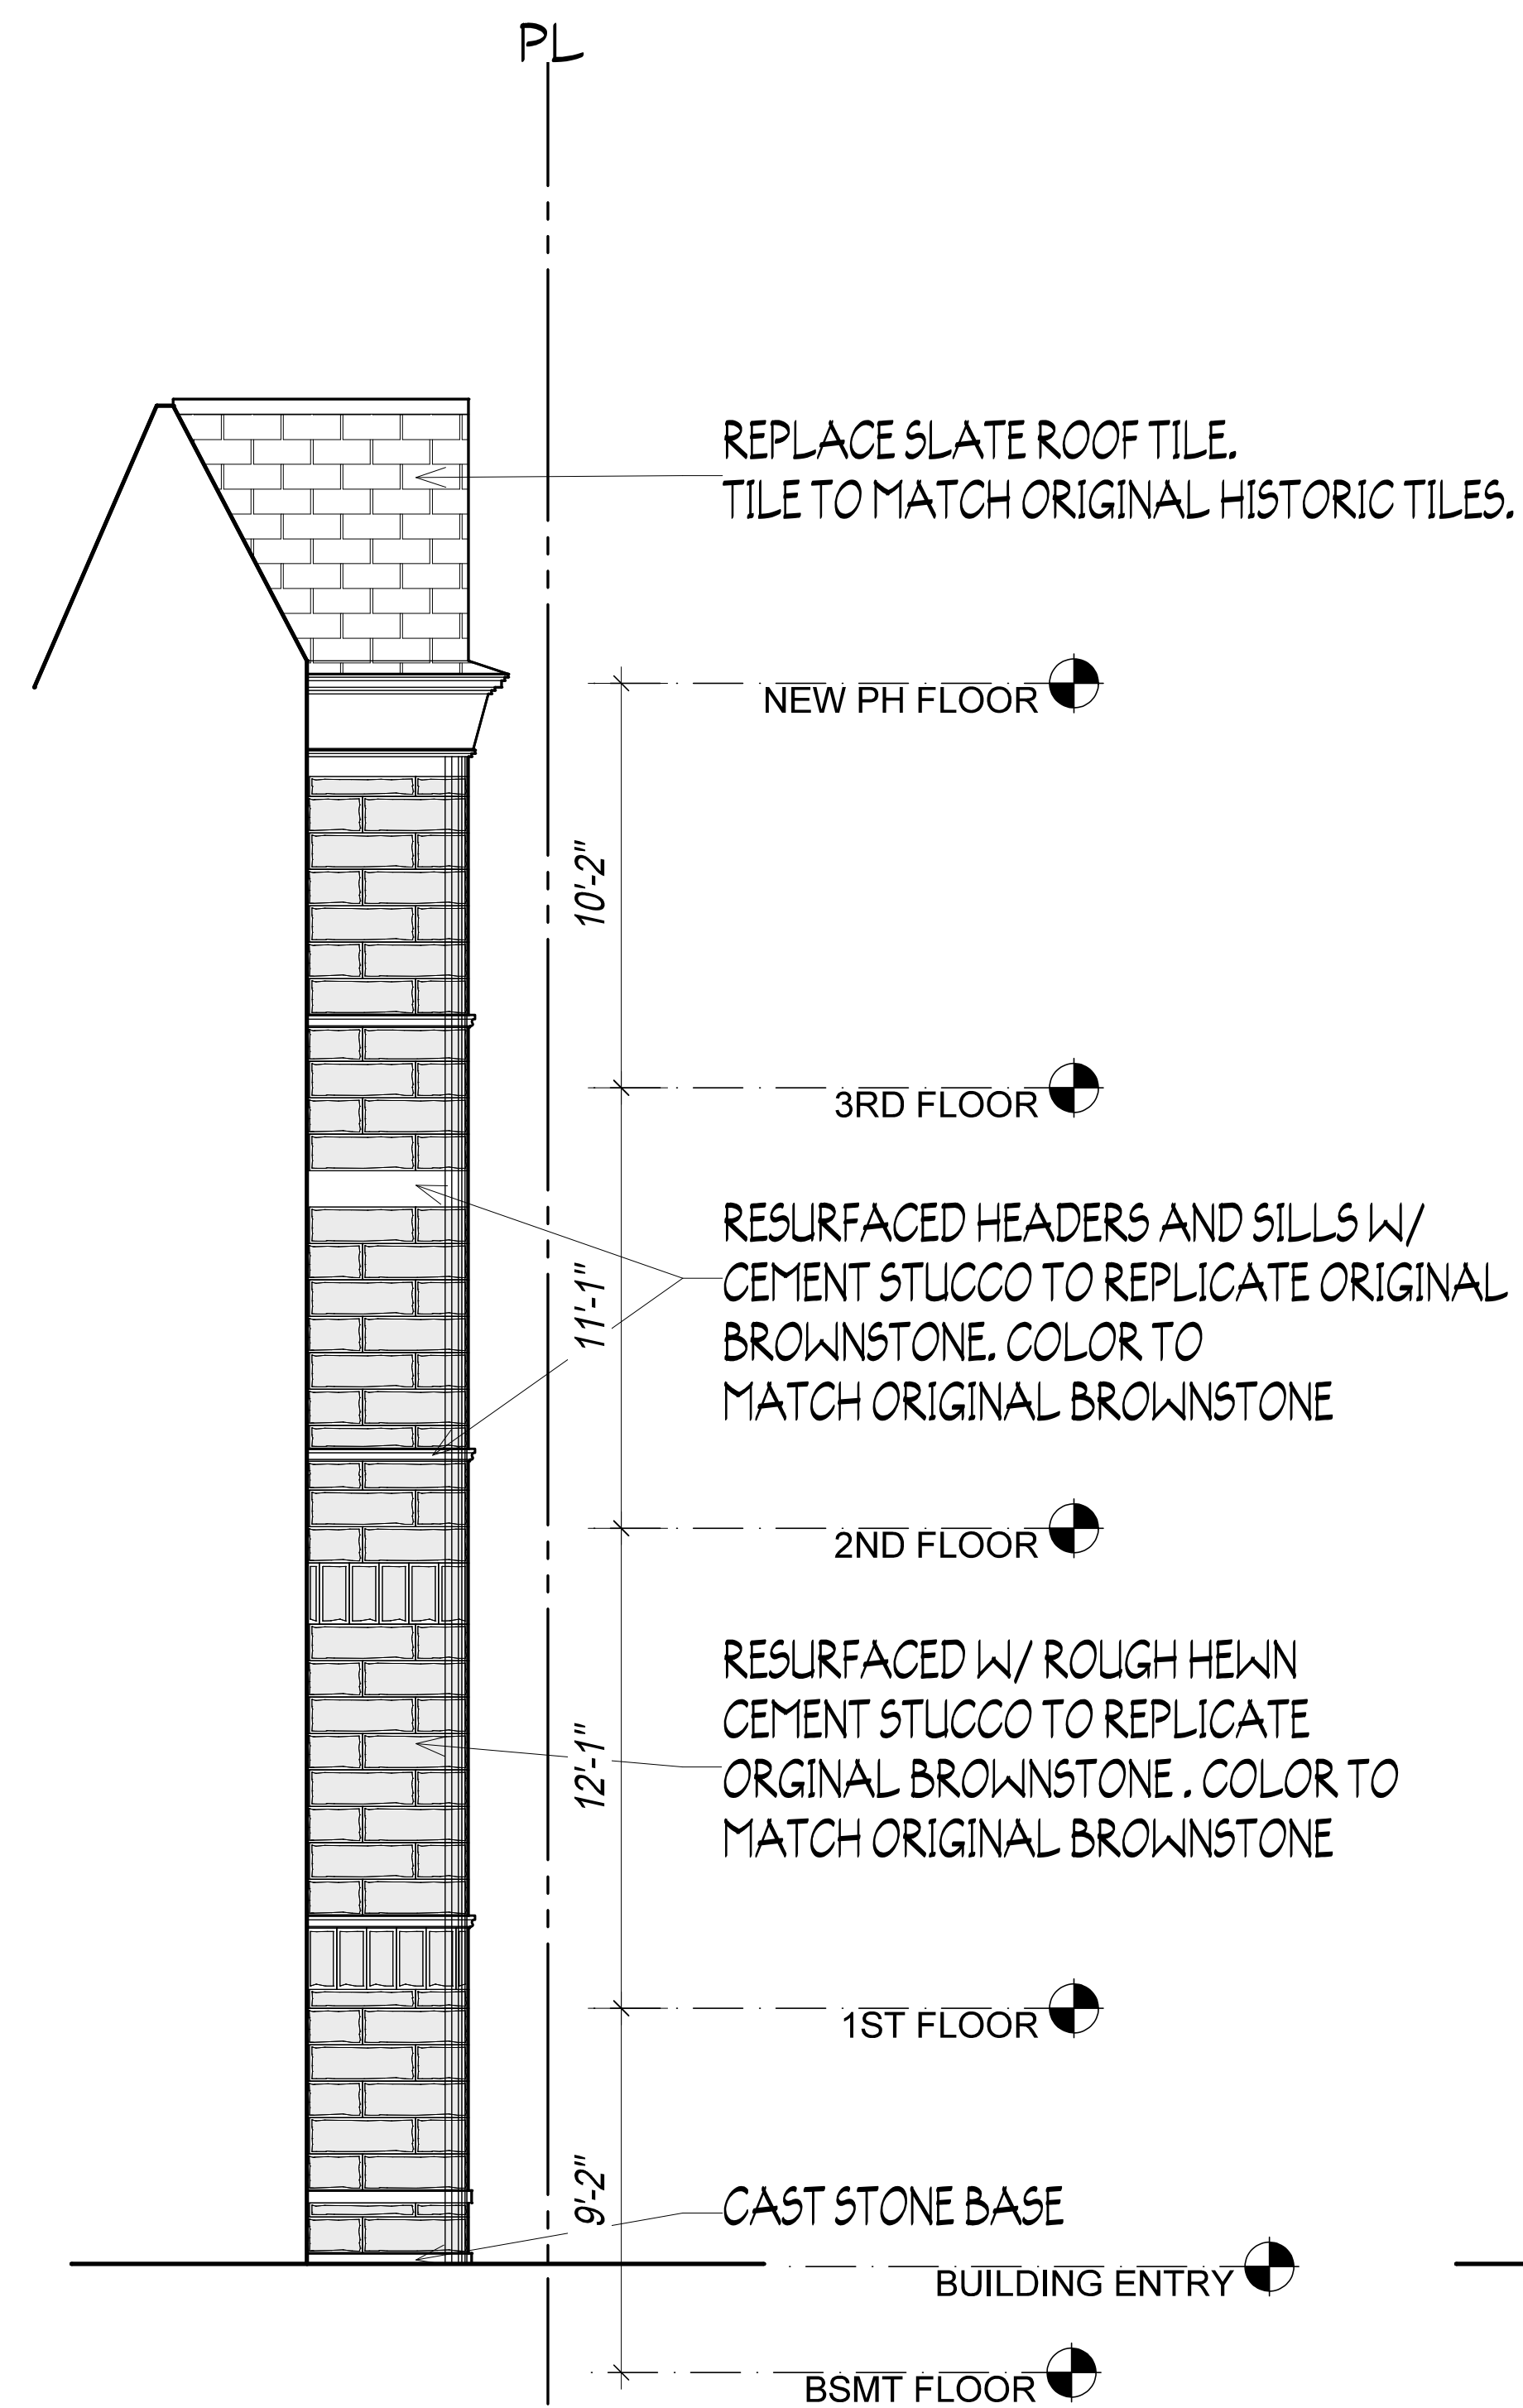 PL
REPLACE SLATE ROOF TILE.
TILE TO MATCH ORIGINAL HISTORIC TILES.
NEW PH FLOOR
10'-2"
3RD FLOOR
RESURFACED HEADERS AND SILLS W/
CEMENT STUCCO TO REPLICATE ORIGINAL
BROWNSTONE. COLOR TO
MATCH ORIGINAL BROWNSTONE
11'-1"
2ND FLOOR
RESURFACED W/ ROUGH HEWN
CEMENT STUCCO TO REPLICATE
ORGINAL BROWNSTONE . COLOR TO
MATCH ORIGINAL BROWNSTONE
12'-1"
1ST FLOOR
9'-2"
CAST STONE BASE
BUILDING ENTRY
BSMT FLOOR